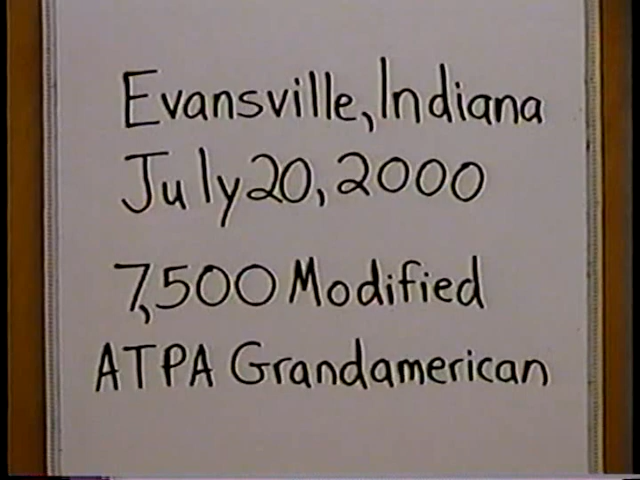 Evansville, Indiana
July 20, 2000
7,500 Modified
ATPA Grandamerican